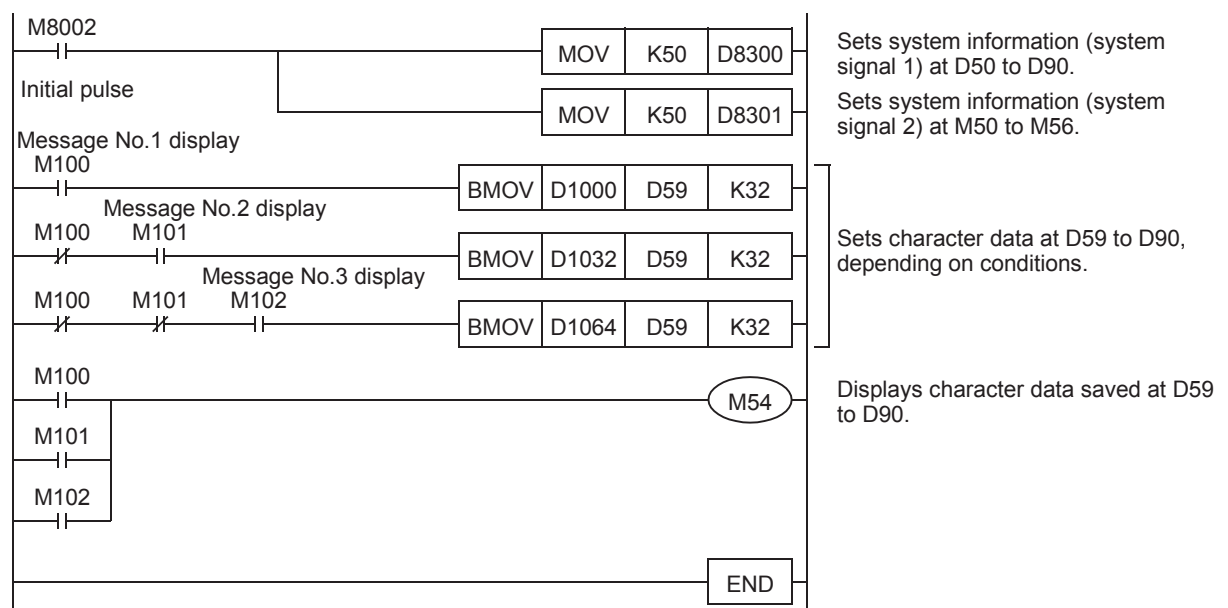 M8002
MOV K50 D8300
Sets system information (system
signal 1) at D50 to D90.
Initial pulse
MOV K50 D8301
Sets system information (system
signal 2) at M50 to M56.
Message No.1 display
M100
BMOV D1000 D59 K32
Message No.2 display
M100 M101
BMOV D1032 D59 K32
Sets character data at D59 to D90,
depending on conditions.
Message No.3 display
M100 M101 M102
BMOV D1064 D59 K32
M100
M54
Displays character data saved at D59
to D90.
M101
M102
END